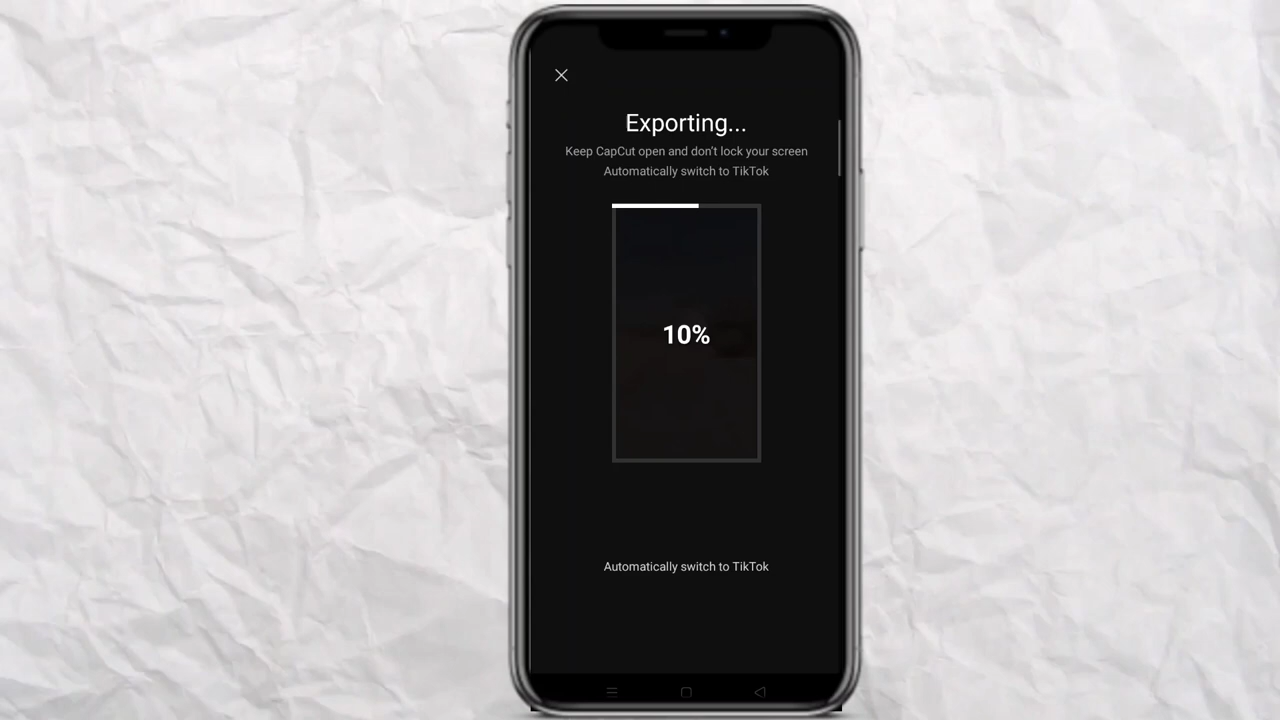 Exporting...
Keep CapCut open and don't lock your screen
Automatically switch to TikTok
10%
Automatically switch to TikTok